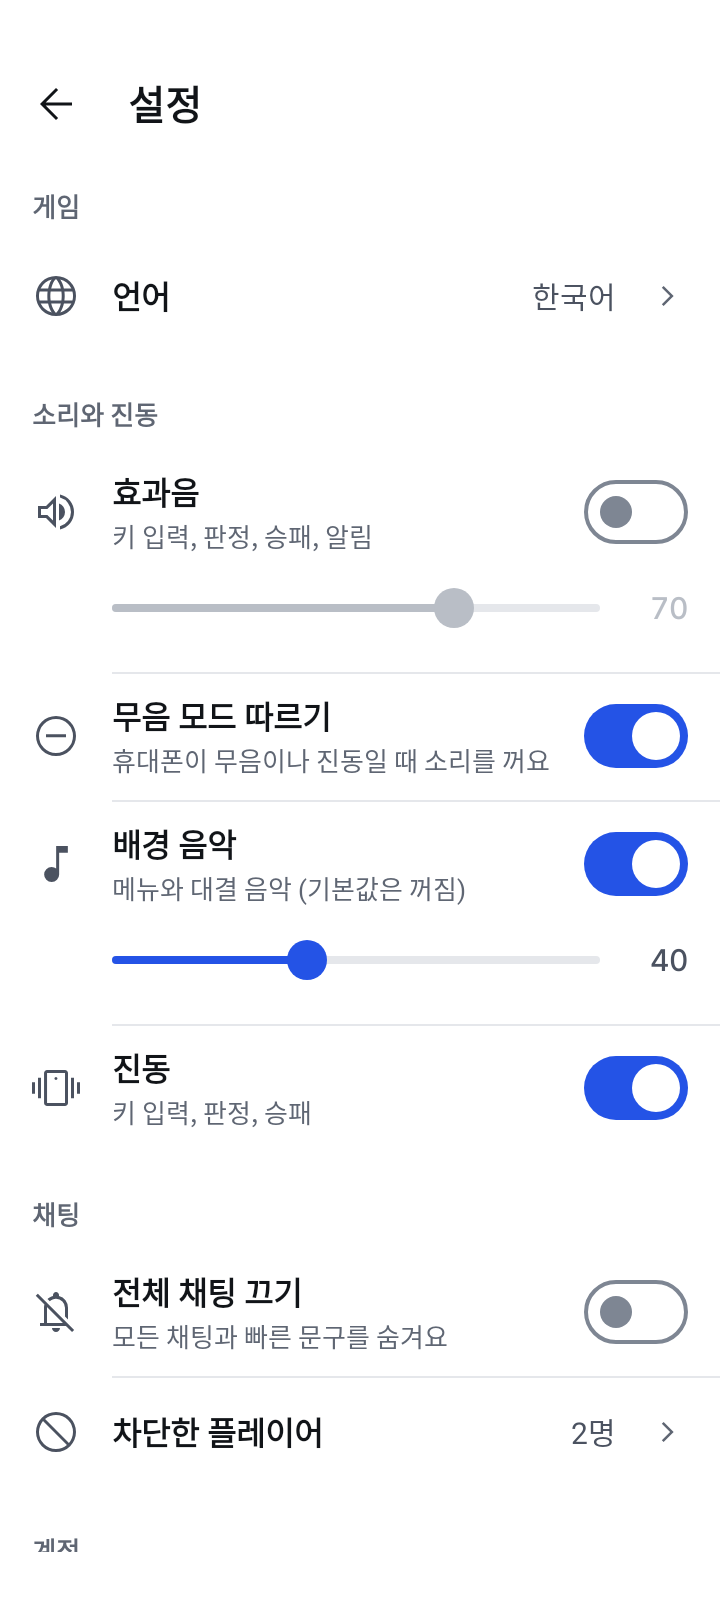 설정
게임
언어 한국어
소리와 진동
효과음
키 입력, 판정, 승패, 알림
70
무음 모드 따르기
휴대폰이 무음이나 진동일 때 소리를 꺼요
배경 음악
메뉴와 대결 음악 (기본값은 꺼짐)
40
진동
키 입력, 판정, 승패
채팅
전체 채팅 끄기
모든 채팅과 빠른 문구를 숨겨요
차단한 플레이어 2명
계정